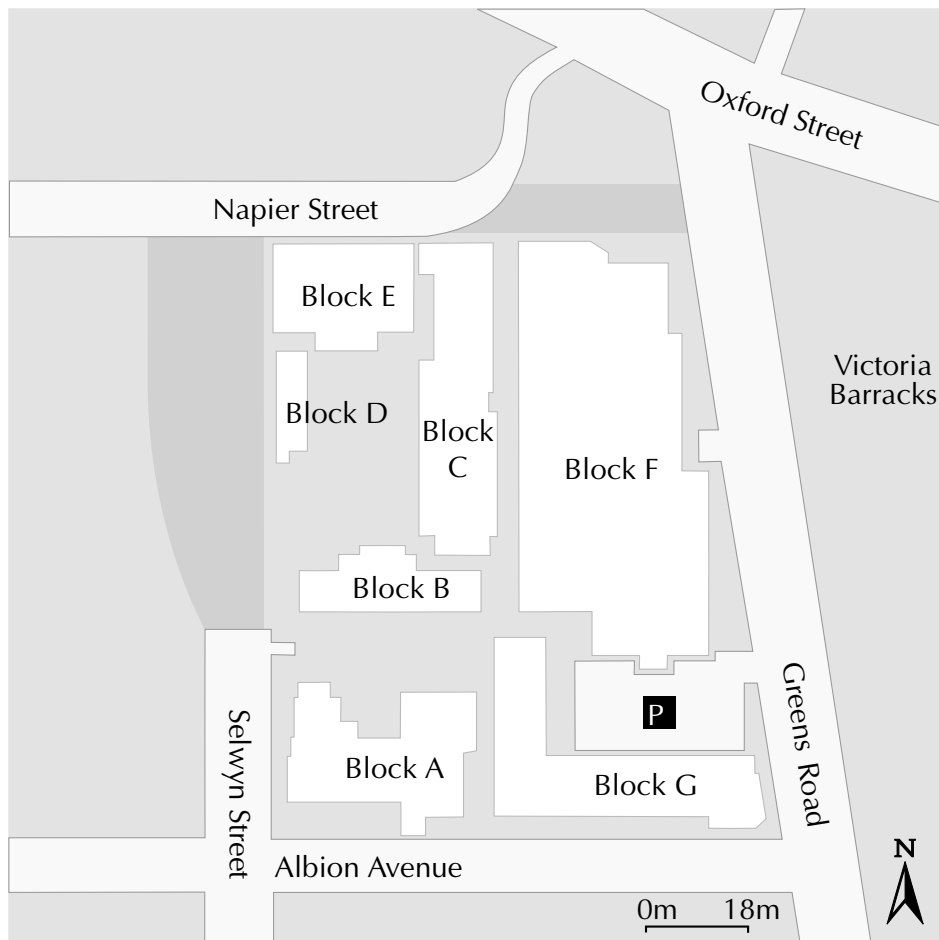 Oxford Street
Napier Street
Block E
Victoria
Barracks
Block D
Block
C
Block F
Block B
P
Greens Road
Selwyn Street
Block A
Block G
Albion Avenue
N
0m 18m